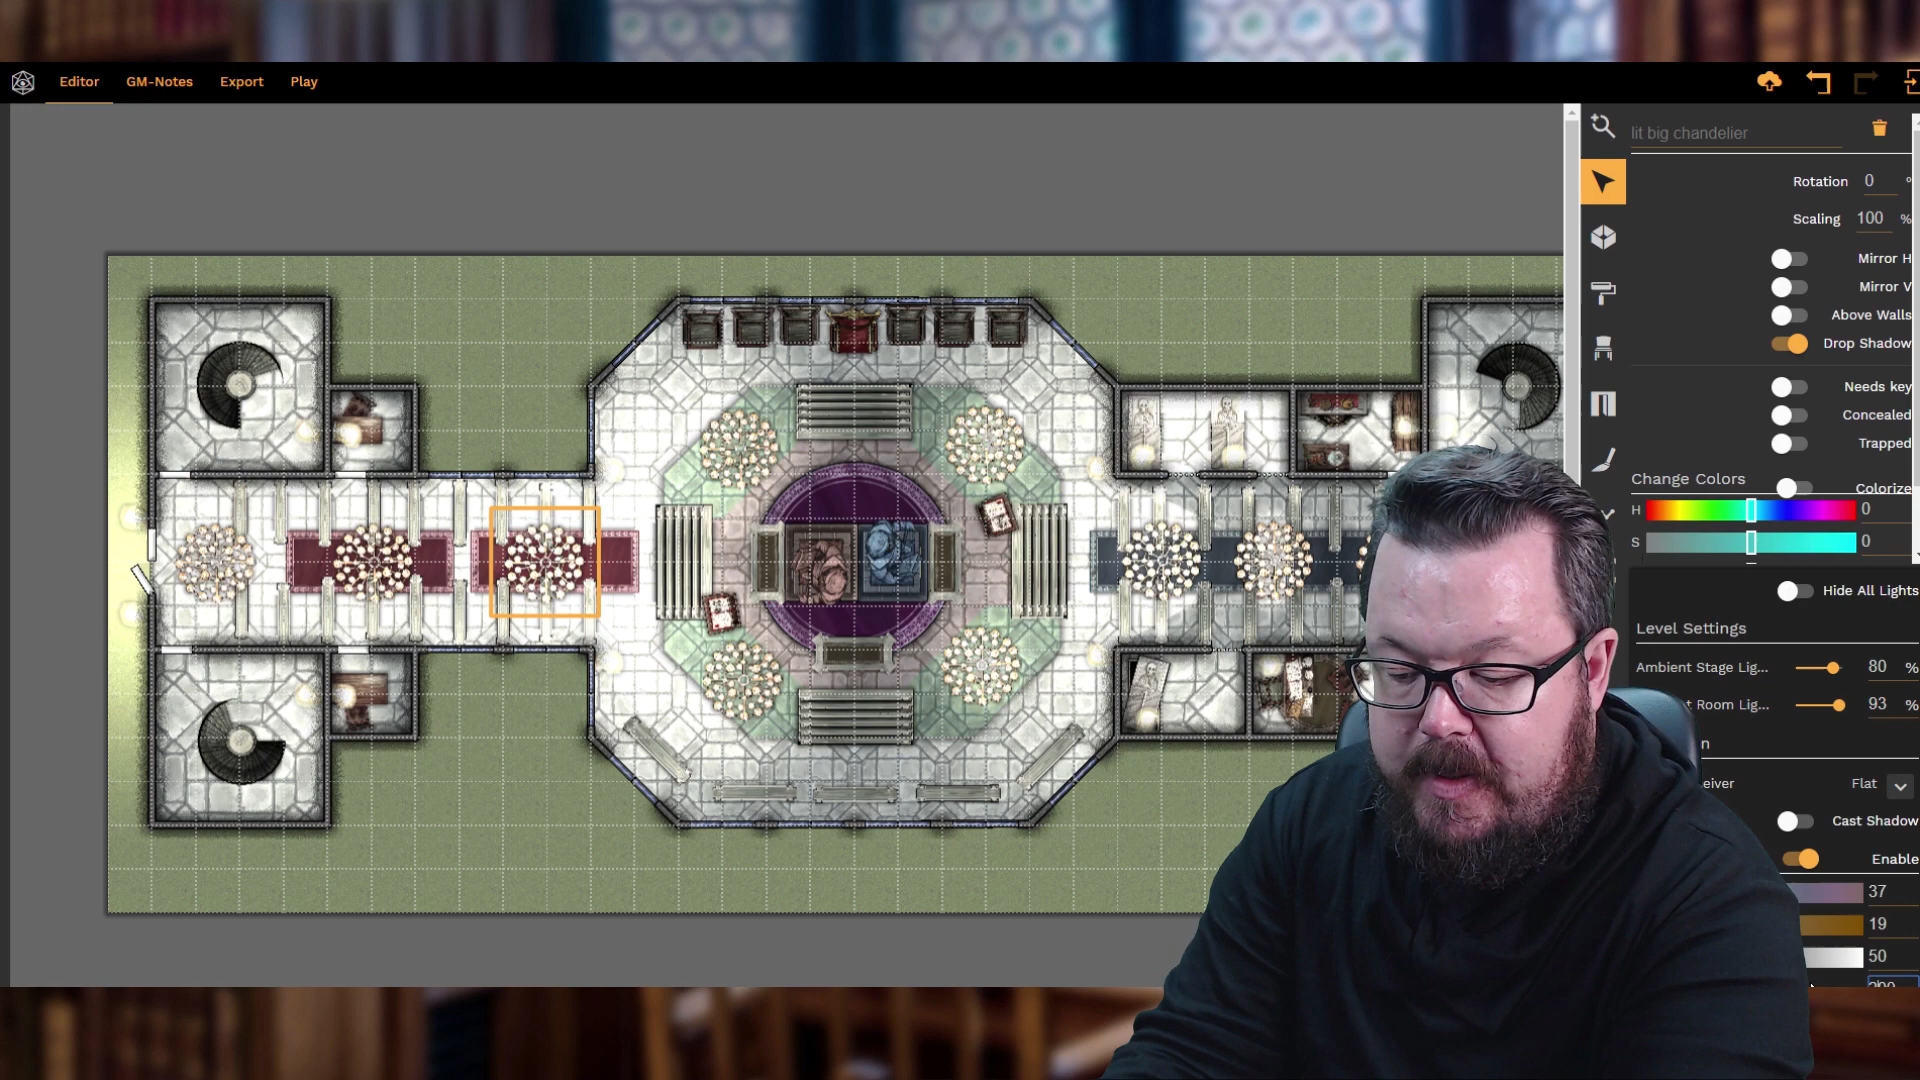 Editor GM-Notes Export Play
lit big chandelier
Rotation 0 °
Scaling 100 %
Mirror H
Mirror V
Above Walls
Drop Shadow
Needs key
Concealed
Trapped
Change Colors Colorize
H 0
S 0
Hide All Lights
Level Settings
Ambient Stage Lig... 80 %
t Room Lig... 93 %
n
eiver Flat
Cast Shadow
Enable
37
19
50